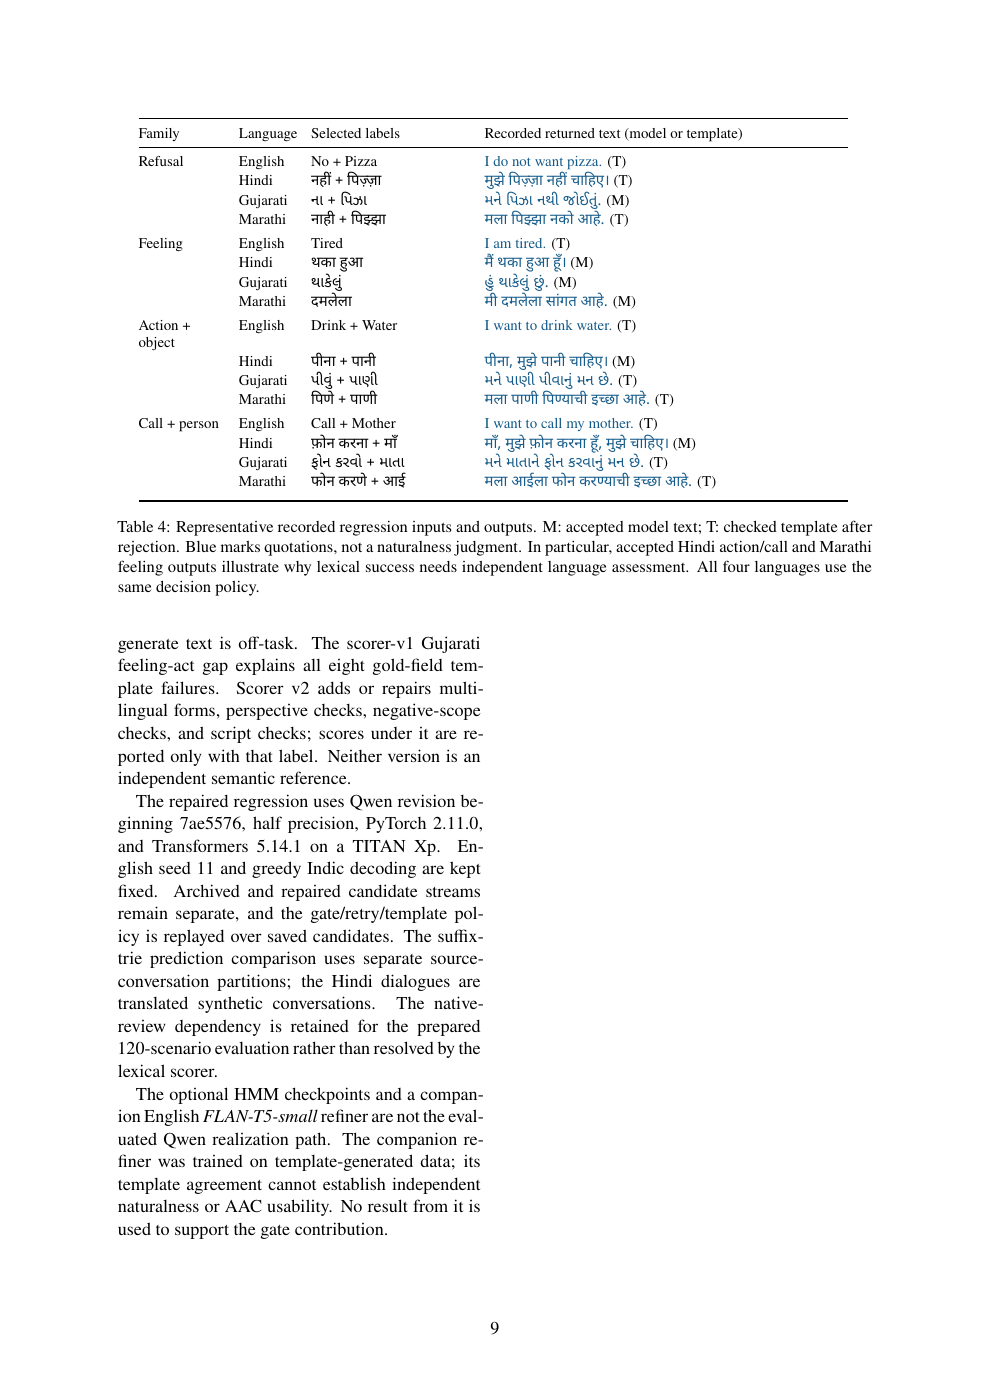 Family Language Selected labels Recorded returned text (model or template)
Refusal English No + Pizza I do not want pizza. (T)
Hindi नहीं + पिज़्ज़ा मुझे पिज़्ज़ा नहीं चाहिए। (T)
Gujarati ના + પિઝા મને પિઝા નથી જોઈતું. (M)
Marathi नाही + पिझ्झा मला पिझ्झा नको आहे. (T)
Feeling English Tired I am tired. (T)
Hindi थका हुआ मैं थका हुआ हूँ। (M)
Gujarati થાકેલું હું થાકેલું છું. (M)
Marathi दमलेला मी दमलेला सांगत आहे. (M)
Action + English Drink + Water I want to drink water. (T)
object
Hindi पीना + पानी पीना, मुझे पानी चाहिए। (M)
Gujarati પીવું + પાણી મને પાણી પીવાનું મન છે. (T)
Marathi पिणे + पाणी मला पाणी पिण्याची इच्छा आहे. (T)
Call + person English Call + Mother I want to call my mother. (T)
Hindi फ़ोन करना + माँ माँ, मुझे फ़ोन करना हूँ, मुझे चाहिए। (M)
Gujarati ફોન કરવો + માતા મને માતાને ફોન કરવાનું મન છે. (T)
Marathi फोन करणे + आई मला आईला फोन करण्याची इच्छा आहे. (T)
Table 4: Representative recorded regression inputs and outputs. M: accepted model text; T: checked template after
rejection. Blue marks quotations, not a naturalness judgment. In particular, accepted Hindi action/call and Marathi
feeling outputs illustrate why lexical success needs independent language assessment. All four languages use the
same decision policy.
generate text is off-task. The scorer-v1 Gujarati
feeling-act gap explains all eight gold-field tem-
plate failures. Scorer v2 adds or repairs multi-
lingual forms, perspective checks, negative-scope
checks, and script checks; scores under it are re-
ported only with that label. Neither version is an
independent semantic reference.
The repaired regression uses Qwen revision be-
ginning 7ae5576, half precision, PyTorch 2.11.0,
and Transformers 5.14.1 on a TITAN Xp. En-
glish seed 11 and greedy Indic decoding are kept
fixed. Archived and repaired candidate streams
remain separate, and the gate/retry/template pol-
icy is replayed over saved candidates. The suffix-
trie prediction comparison uses separate source-
conversation partitions; the Hindi dialogues are
translated synthetic conversations. The native-
review dependency is retained for the prepared
120-scenario evaluation rather than resolved by the
lexical scorer.
The optional HMM checkpoints and a compan-
ion English FLAN-T5-small refiner are not the eval-
uated Qwen realization path. The companion re-
finer was trained on template-generated data; its
template agreement cannot establish independent
naturalness or AAC usability. No result from it is
used to support the gate contribution.
9